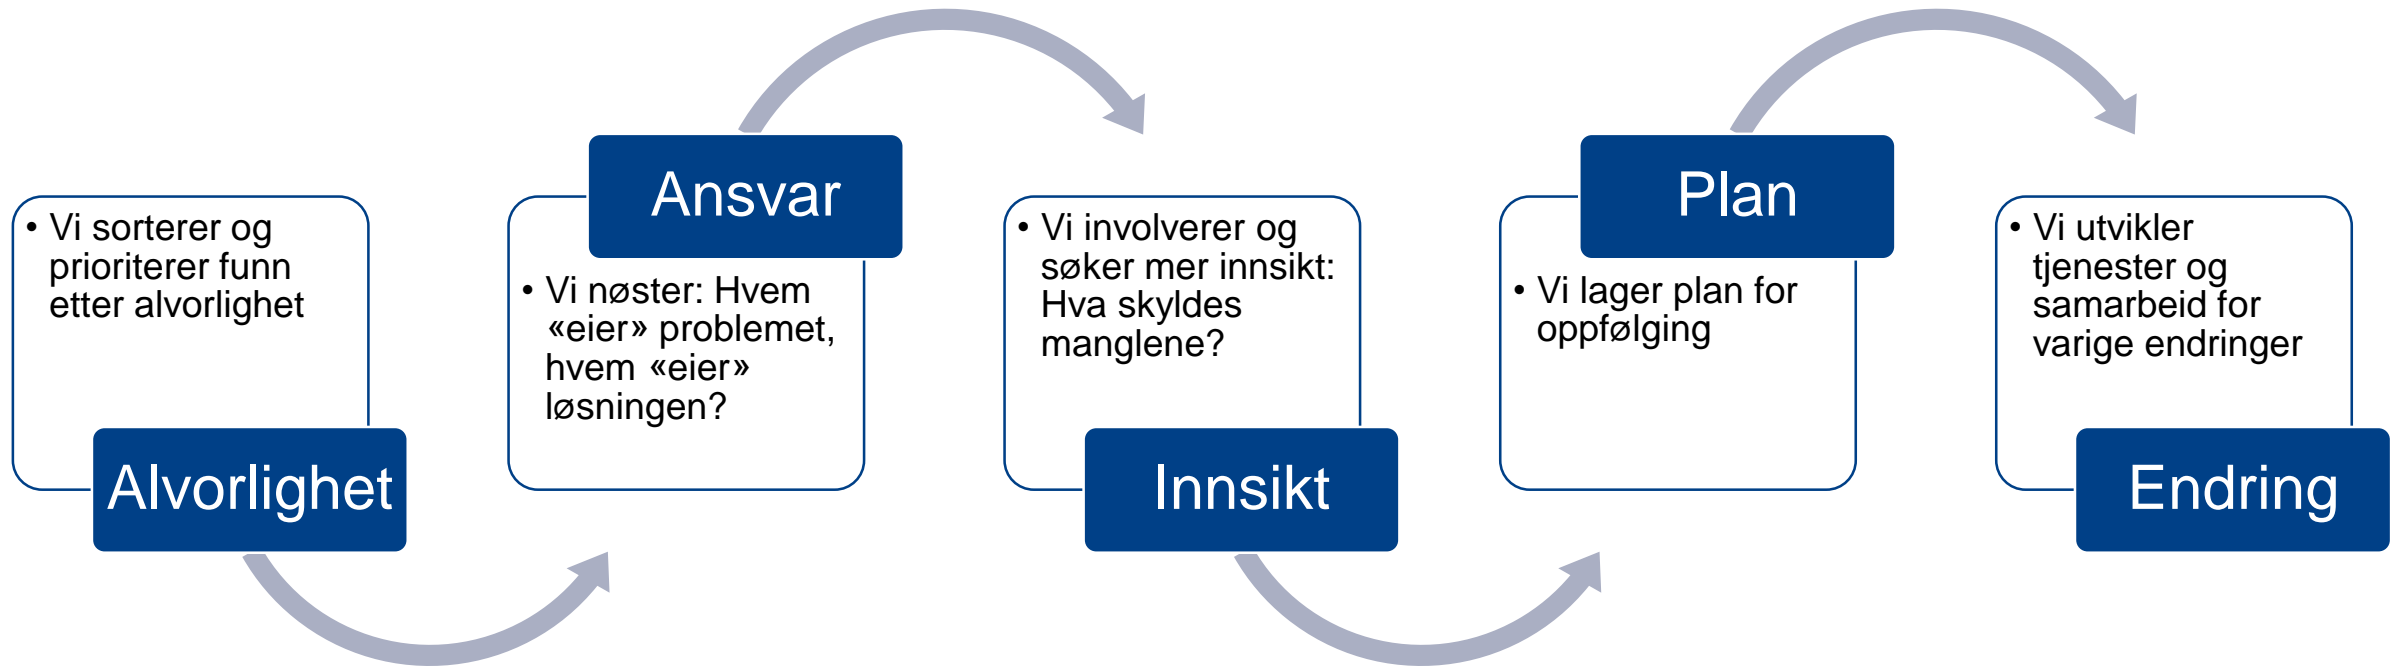 • Vi sorterer og
prioriterer funn
etter alvorlighet
Alvorlighet
Ansvar
• Vi nøster: Hvem
«eier» problemet,
hvem «eier»
løsningen?
• Vi involverer og
søker mer innsikt:
Hva skyldes
manglene?
Innsikt
Plan
• Vi lager plan for
oppfølging
• Vi utvikler
tjenester og
samarbeid for
varige endringer
Endring